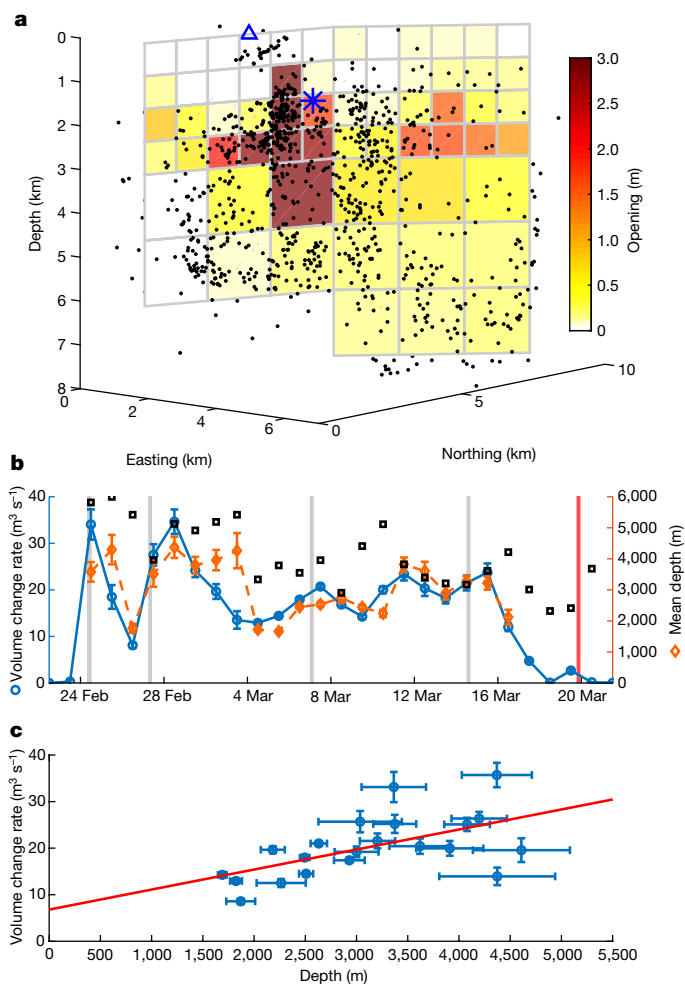 a
0
1
2
3
4
5
6
7
8
Depth (km)
0
2
4
6
Easting (km)
0
5
10
Northing (km)
3.0
2.5
2.0
1.5
1.0
0.5
0
Opening (m)
b
40
30
20
10
0
Volume change rate (m³ s⁻¹)
6,000
5,000
4,000
3,000
2,000
1,000
0
Mean depth (m)
24 Feb
28 Feb
4 Mar
8 Mar
12 Mar
16 Mar
20 Mar
c
40
30
20
10
0
Volume change rate (m³ s⁻¹)
0
500
1,000
1,500
2,000
2,500
3,000
3,500
4,000
4,500
5,000
5,500
Depth (m)